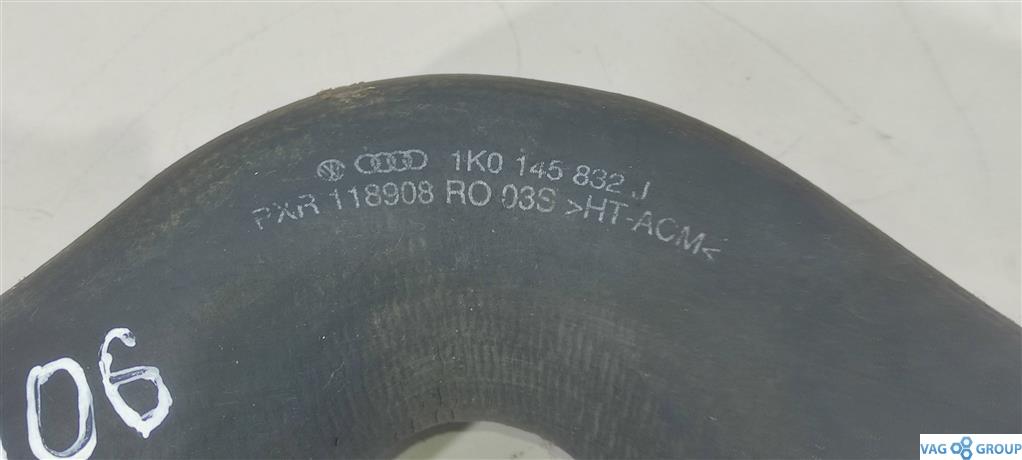 1K0 145 832 J
PXR 118908 RO 03S >HT-ACM<
06
VAG GROUP